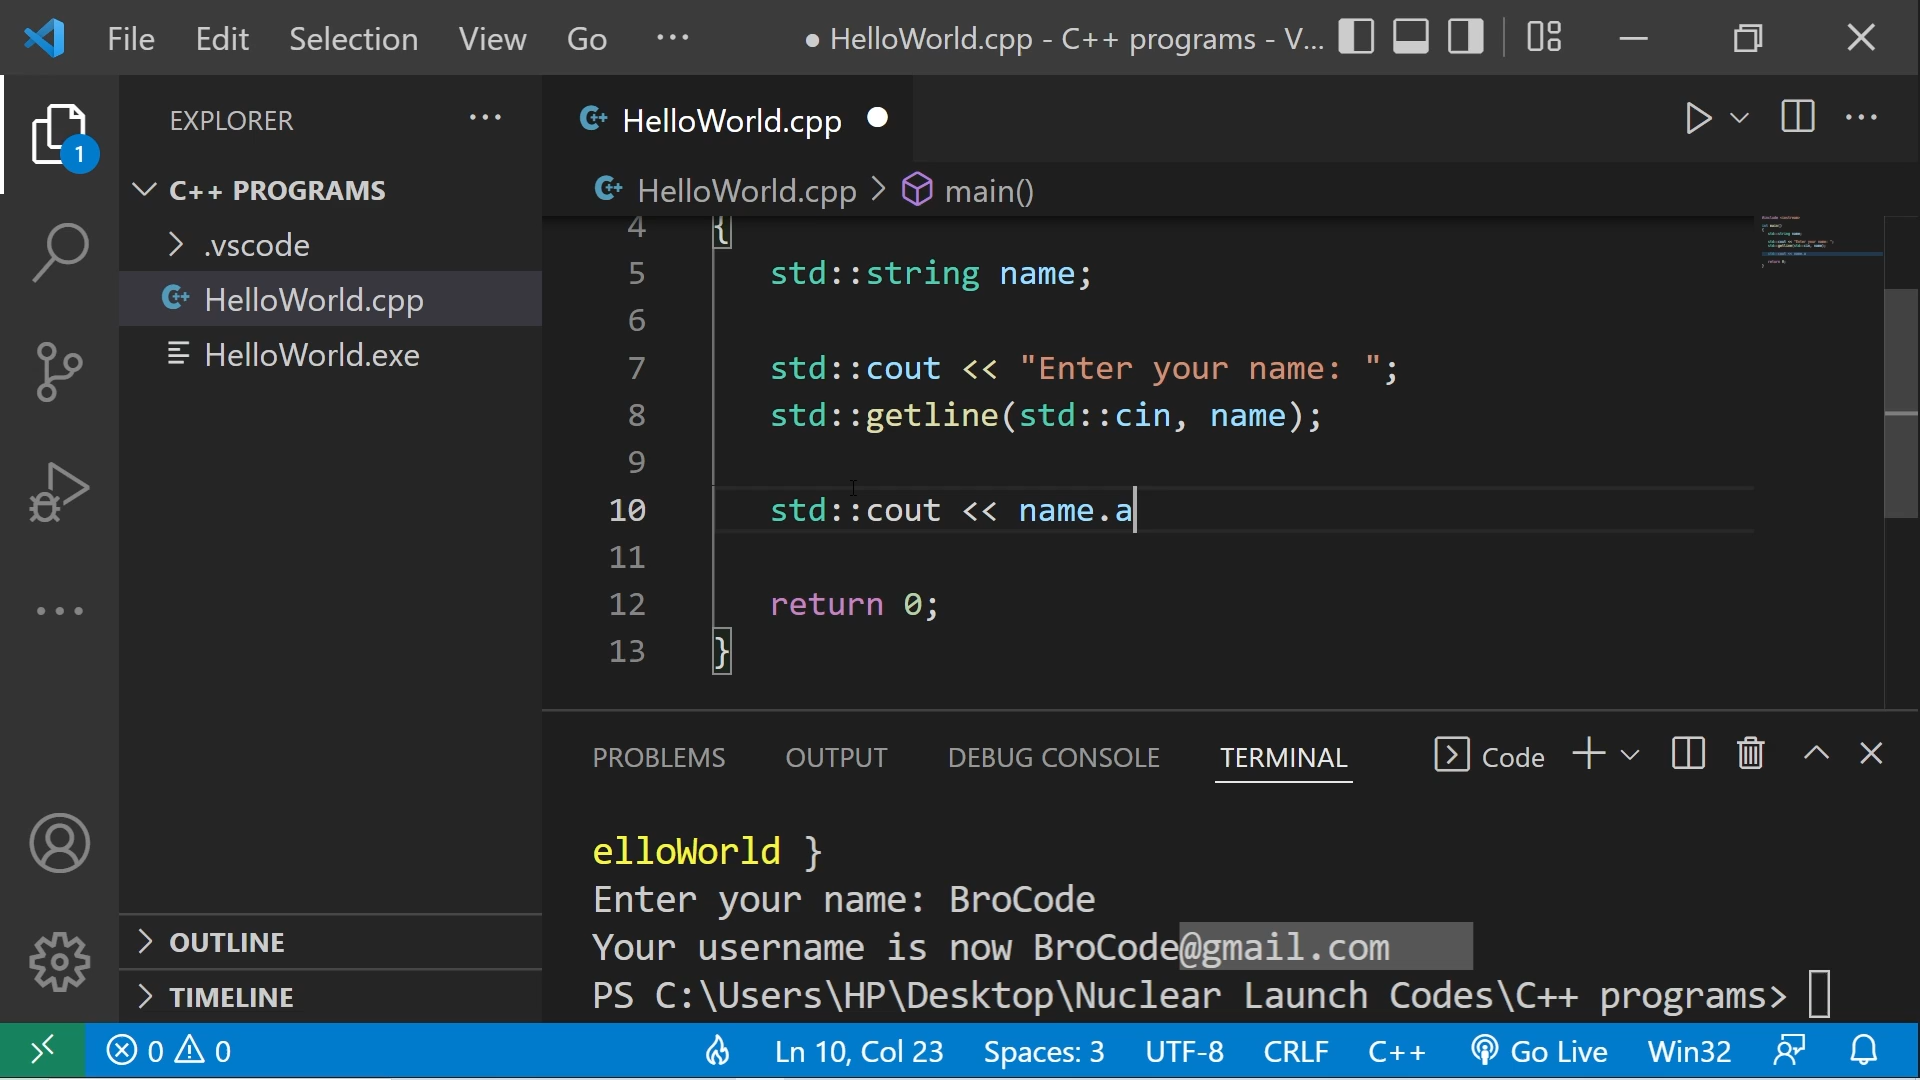 File Edit Selection View Go ··· ● HelloWorld.cpp - C++ programs - V...
EXPLORER ···
1
C++ PROGRAMS
.vscode
HelloWorld.cpp
HelloWorld.exe
OUTLINE
TIMELINE
HelloWorld.cpp ●
HelloWorld.cpp > main()
4 {
5 std::string name;
6
7 std::cout << "Enter your name: ";
8 std::getline(std::cin, name);
9
10 std::cout << name.a
11
12 return 0;
13 }
PROBLEMS OUTPUT DEBUG CONSOLE TERMINAL Code
elloWorld }
Enter your name: BroCode
Your username is now BroCode@gmail.com
PS C:\Users\HP\Desktop\Nuclear Launch Codes\C++ programs>
0 0 Ln 10, Col 23 Spaces: 3 UTF-8 CRLF C++ Go Live Win32